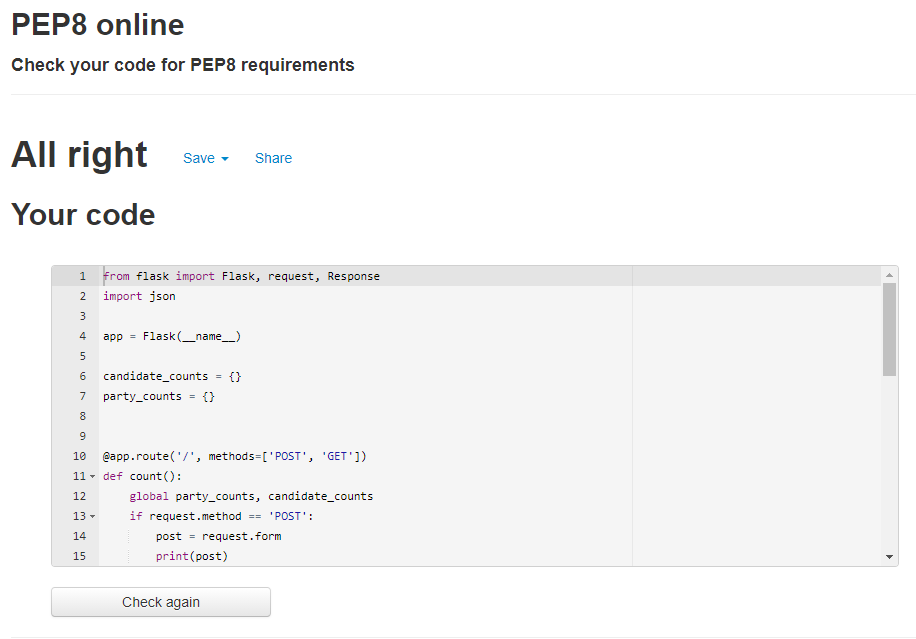 PEP8 online
Check your code for PEP8 requirements
All right Save Share
Your code
1 from flask import Flask, request, Response
2 import json
3
4 app = Flask(__name__)
5
6 candidate_counts = {}
7 party_counts = {}
8
9
10 @app.route('/', methods=['POST', 'GET'])
11 def count():
12     global party_counts, candidate_counts
13     if request.method == 'POST':
14         post = request.form
15         print(post)
Check again